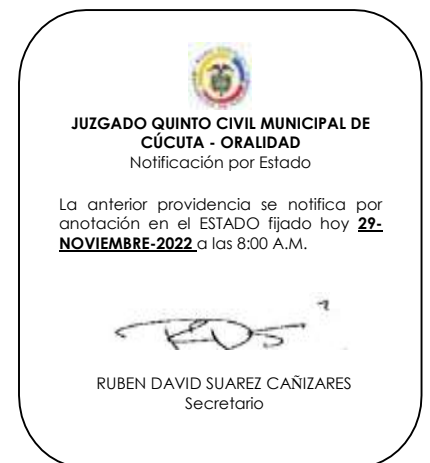 JUZGADO QUINTO CIVIL MUNICIPAL DE
CÚCUTA - ORALIDAD
Notificación por Estado
La anterior providencia se notifica por
anotación en el ESTADO fijado hoy 29-
NOVIEMBRE-2022 a las 8:00 A.M.
RUBEN DAVID SUAREZ CAÑIZARES
Secretario